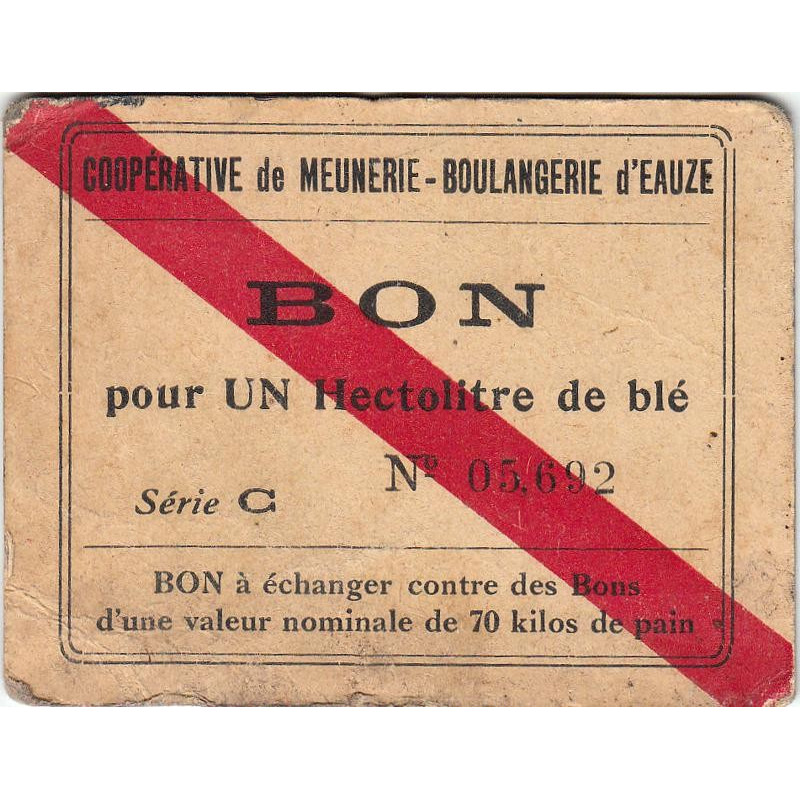 COOPÉRATIVE de MEUNERIE - BOULANGERIE d'EAUZE
BON
pour UN Hectolitre de blé
Nº 05,692
Série C
BON à échanger contre des Bons
d'une valeur nominale de 70 kilos de pain